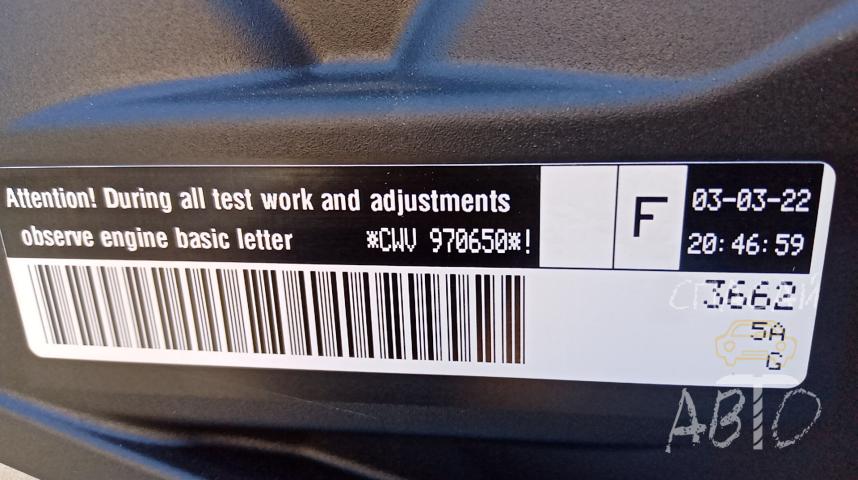 Attention! During all test work and adjustments
observe engine basic letter *CWV 970650*!
F
03-03-22
20:46:59
3662
5A
G
АВТО